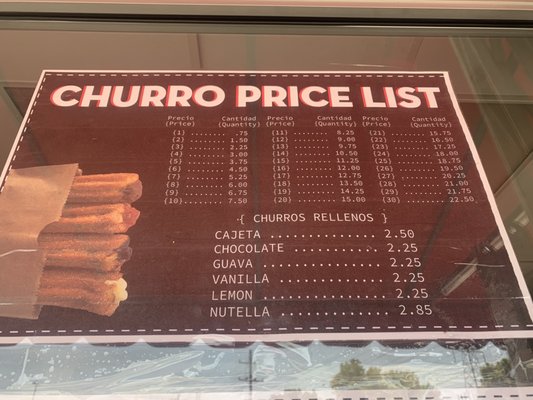 CHURRO PRICE LIST
Precio Cantidad Precio Cantidad Precio Cantidad
(Price) (Quantity) (Price) (Quantity) (Price) (Quantity)
(1) ....... .75 (11) ........... 8.25 (21) ......... 15.75
(2) ....... 1.50 (12) ........... 9.00 (22) ......... 16.50
(3) ....... 2.25 (13) ........... 9.75 (23) ......... 17.25
(4) ....... 3.00 (14) .......... 10.50 (24) ......... 18.00
(5) ....... 3.75 (15) .......... 11.25 (25) ......... 18.75
(6) ....... 4.50 (16) .......... 12.00 (26) ......... 19.50
(7) ....... 5.25 (17) .......... 12.75 (27) ......... 20.25
(8) ....... 6.00 (18) .......... 13.50 (28) ......... 21.00
(9) ....... 6.75 (19) .......... 14.25 (29) ......... 21.75
(10) ...... 7.50 (20) .......... 15.00 (30) ......... 22.50
{ CHURROS RELLENOS }
CAJETA .............. 2.50
CHOCOLATE ........... 2.25
GUAVA ............... 2.25
VANILLA ............. 2.25
LEMON ............... 2.25
NUTELLA ............. 2.85